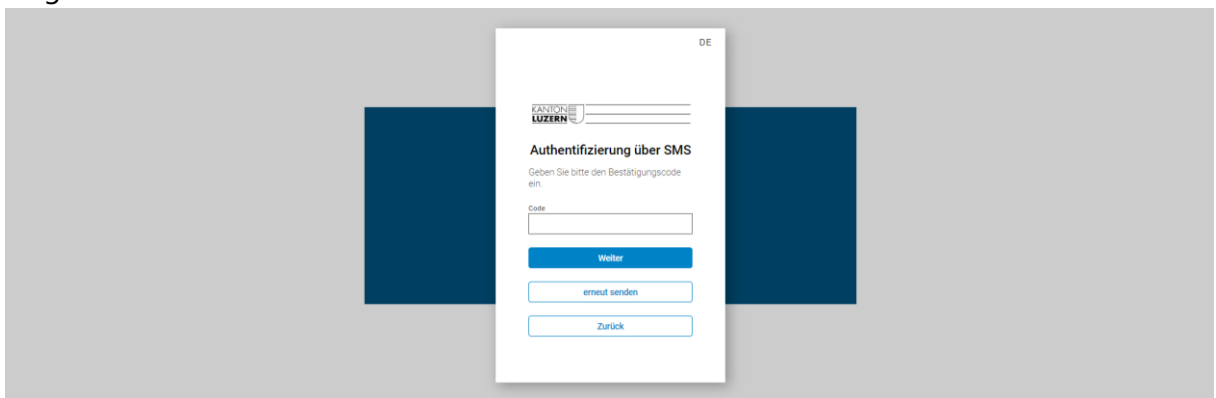 DE
KANTON
LUZERN
Authentifizierung über SMS
Geben Sie bitte den Bestätigungscode
ein.
Code
Weiter
erneut senden
Zurück